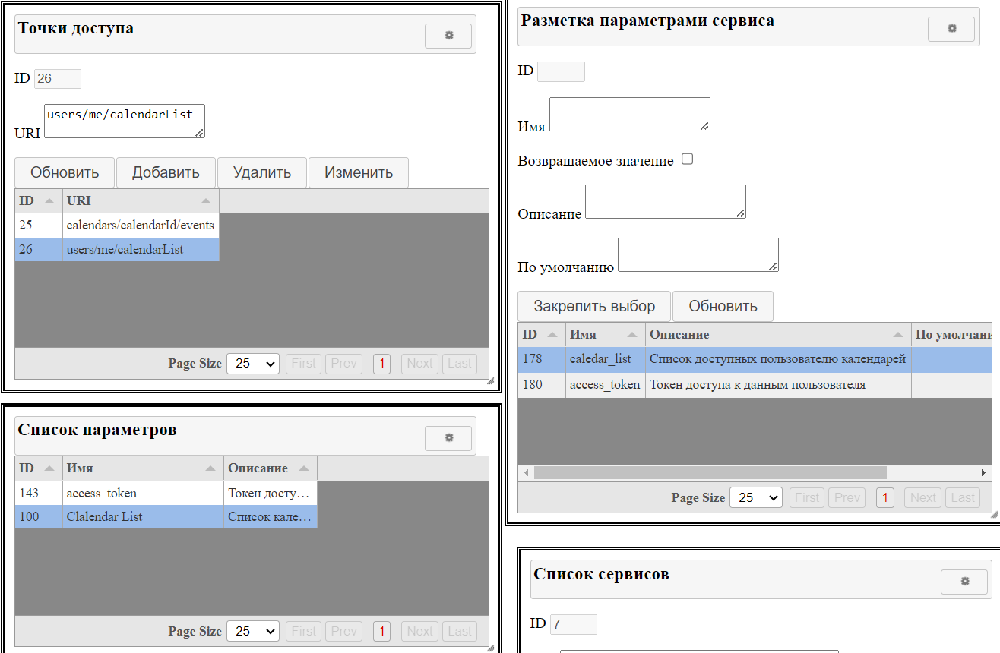 Точки доступа
ID 26
URI users/me/calendarList
Обновить Добавить Удалить Изменить
ID URI
25 calendars/calendarId/events
26 users/me/calendarList
Page Size 25 First Prev 1 Next Last
Список параметров
ID Имя Описание
143 access_token Токен досту…
100 Clalendar List Список кале…
Page Size 25 First Prev 1 Next Last
Разметка параметрами сервиса
ID
Имя
Возвращаемое значение
Описание
По умолчанию
Закрепить выбор Обновить
ID Имя Описание По умолчани
178 caledar_list Список доступных пользователю календарей
180 access_token Токен доступа к данным пользователя
Page Size 25 First Prev 1 Next Last
Список сервисов
ID 7